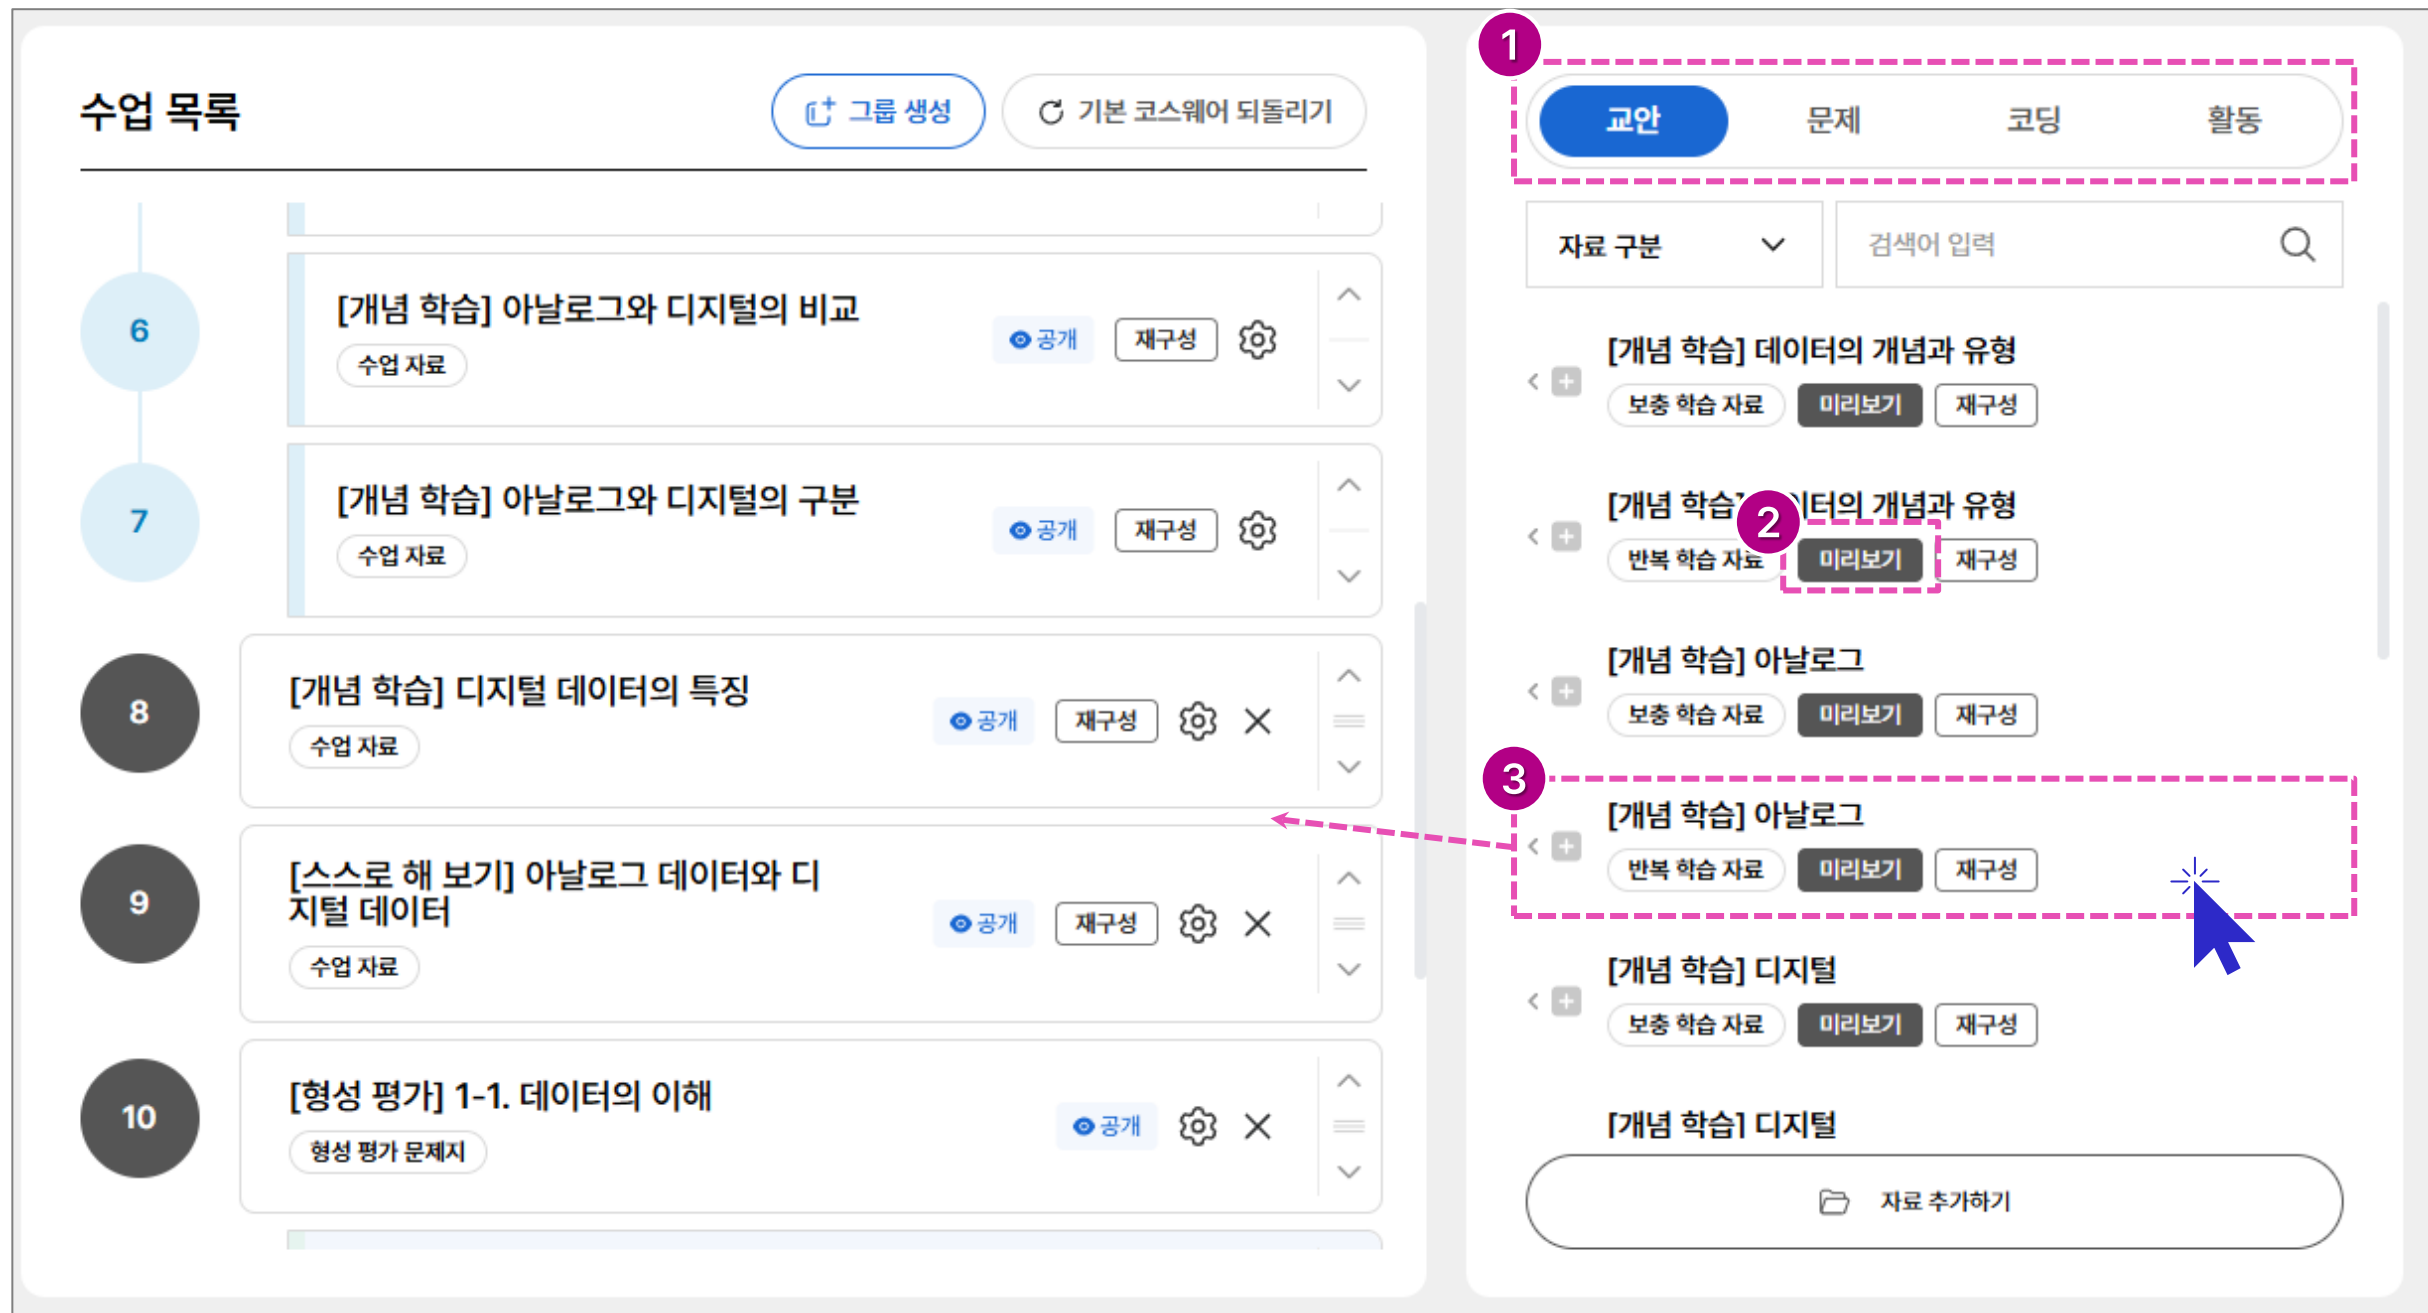 수업 목록
그룹 생성
기본 코스웨어 되돌리기
6
[개념 학습] 아날로그와 디지털의 비교
수업 자료
공개
재구성
7
[개념 학습] 아날로그와 디지털의 구분
수업 자료
공개
재구성
8
[개념 학습] 디지털 데이터의 특징
수업 자료
공개
재구성
9
[스스로 해 보기] 아날로그 데이터와 디
지털 데이터
수업 자료
공개
재구성
10
[형성 평가] 1-1. 데이터의 이해
형성 평가 문제지
공개
1
교안
문제
코딩
활동
자료 구분
검색어 입력
[개념 학습] 데이터의 개념과 유형
보충 학습 자료
미리보기
재구성
[개념 학습
터의 개념과 유형
2
반복 학습 자료
미리보기
재구성
[개념 학습] 아날로그
보충 학습 자료
미리보기
재구성
3
[개념 학습] 아날로그
반복 학습 자료
미리보기
재구성
[개념 학습] 디지털
보충 학습 자료
미리보기
재구성
[개념 학습] 디지털
자료 추가하기